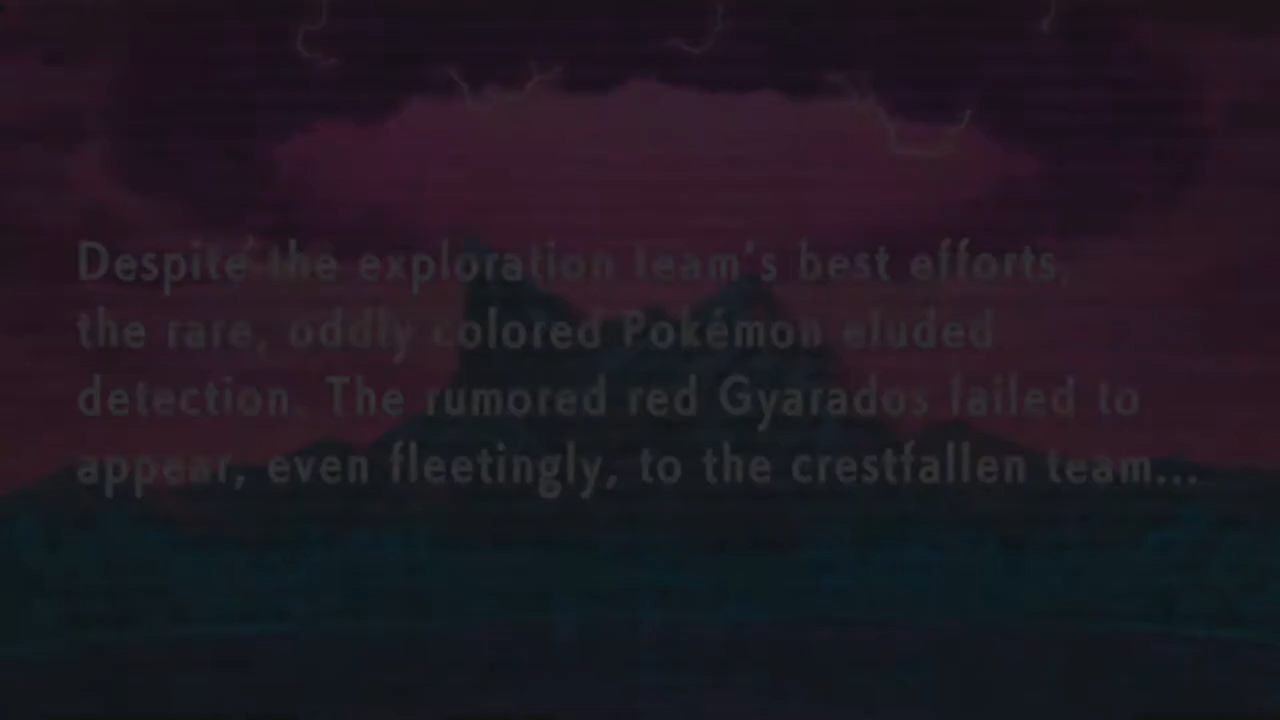 Despite the exploration team's best efforts,
the rare, oddly colored Pokémon eluded
detection. The rumored red Gyarados failed to
appear, even fleetingly, to the crestfallen team...